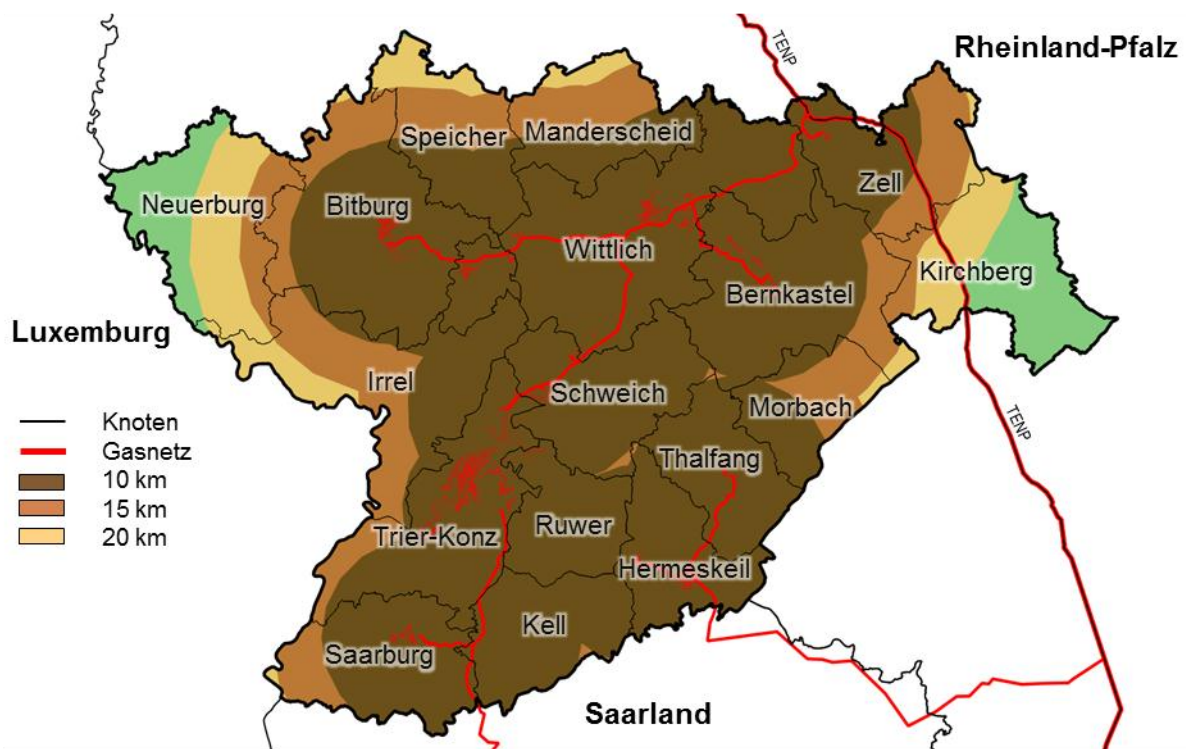 TENP
Rheinland-Pfalz
Speicher
Manderscheid
Zell
Neuerburg
Bitburg
Wittlich
Kirchberg
Bernkastel
Luxemburg
Irrel
Schweich
Morbach
Knoten
Gasnetz
10 km
15 km
20 km
TENP
Thalfang
Trier-Konz
Ruwer
Hermeskeil
Kell
Saarburg
Saarland